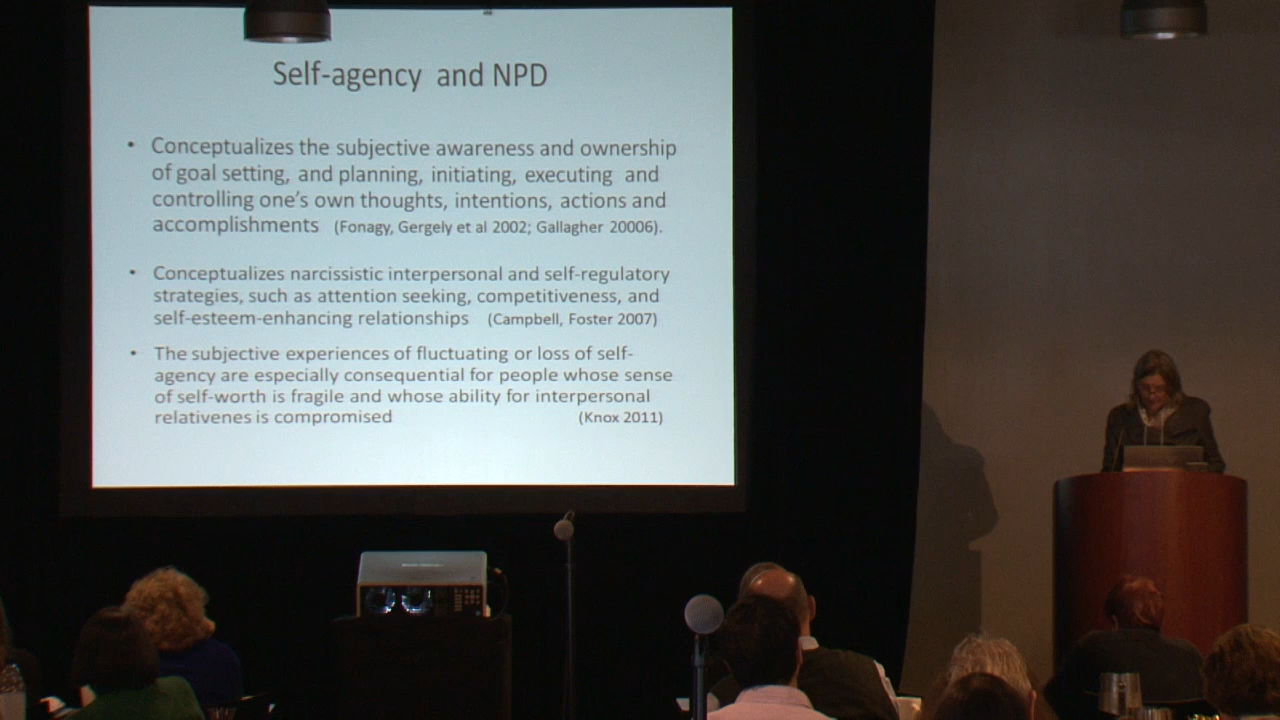 Self-agency and NPD
• Conceptualizes the subjective awareness and ownership
of goal setting, and planning, initiating, executing and
controlling one's own thoughts, intentions, actions and
accomplishments (Fonagy, Gergely et al 2002; Gallagher 20006).
• Conceptualizes narcissistic interpersonal and self-regulatory
strategies, such as attention seeking, competitiveness, and
self-esteem-enhancing relationships (Campbell, Foster 2007)
• The subjective experiences of fluctuating or loss of self-
agency are especially consequential for people whose sense
of self-worth is fragile and whose ability for interpersonal
relativenes is compromised (Knox 2011)